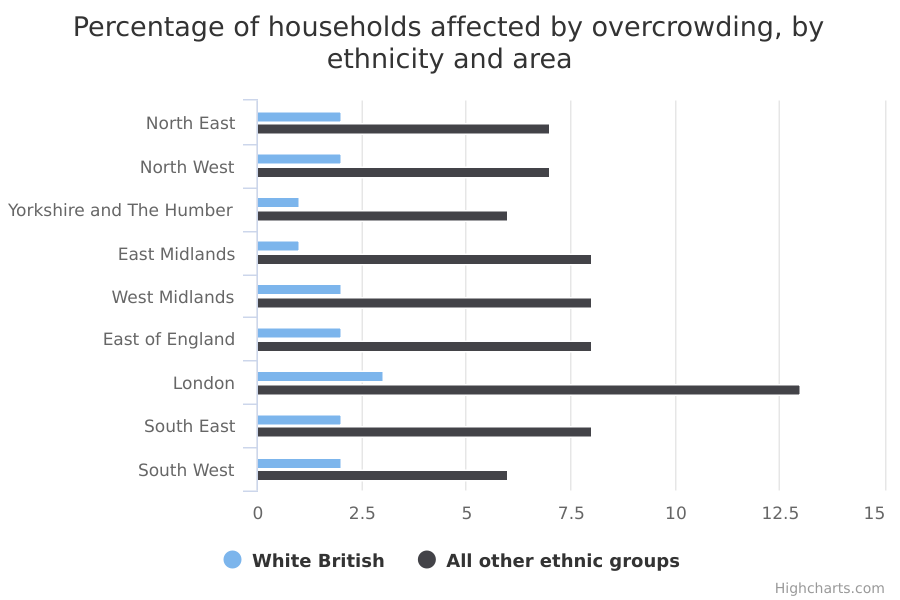 Percentage of households affected by overcrowding, by
ethnicity and area
North East
North West
Yorkshire and The Humber
East Midlands
West Midlands
East of England
London
South East
South West
0 2.5 5 7.5 10 12.5 15
White British All other ethnic groups
Highcharts.com